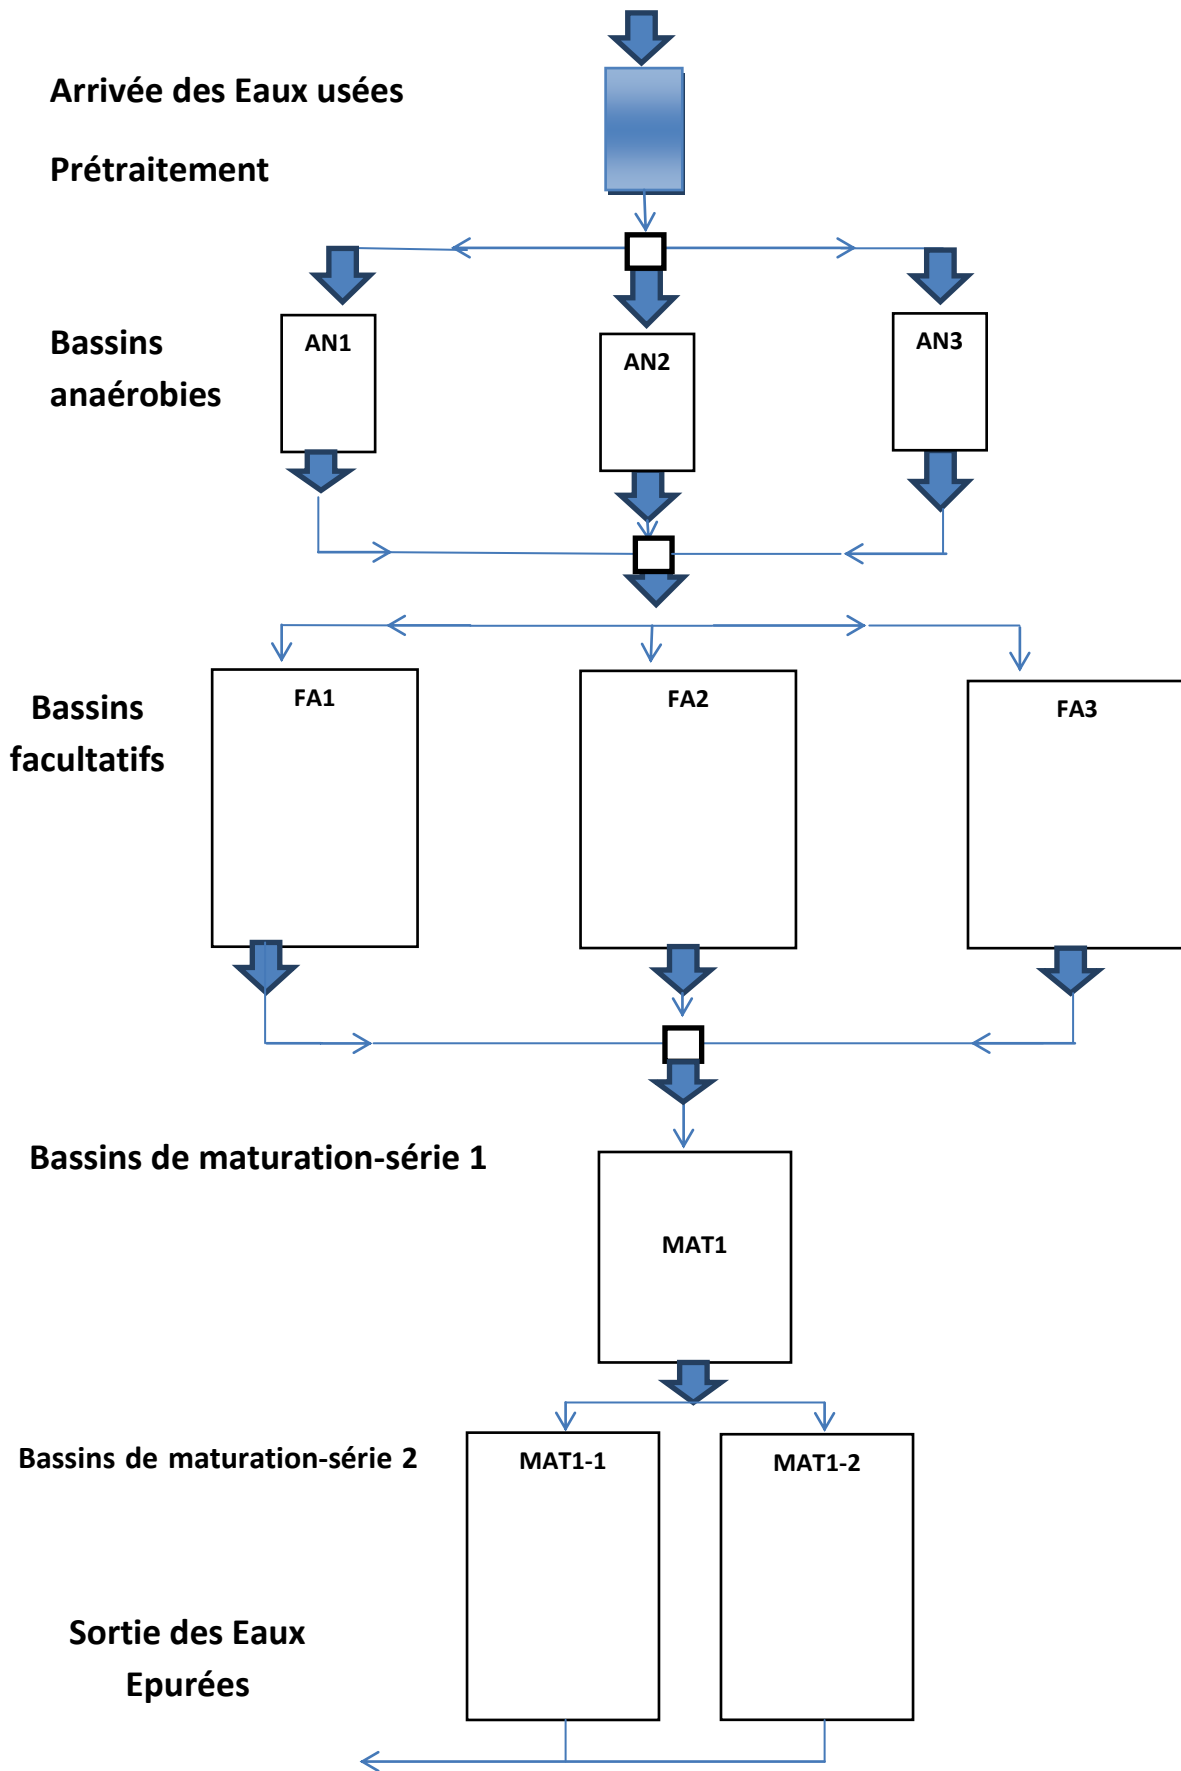 Arrivée des Eaux usées
Prétraitement
Bassins
anaérobies
AN1
AN2
AN3
Bassins
facultatifs
FA1
FA2
FA3
Bassins de maturation-série 1
MAT1
Bassins de maturation-série 2
MAT1-1
MAT1-2
Sortie des Eaux
Epurées